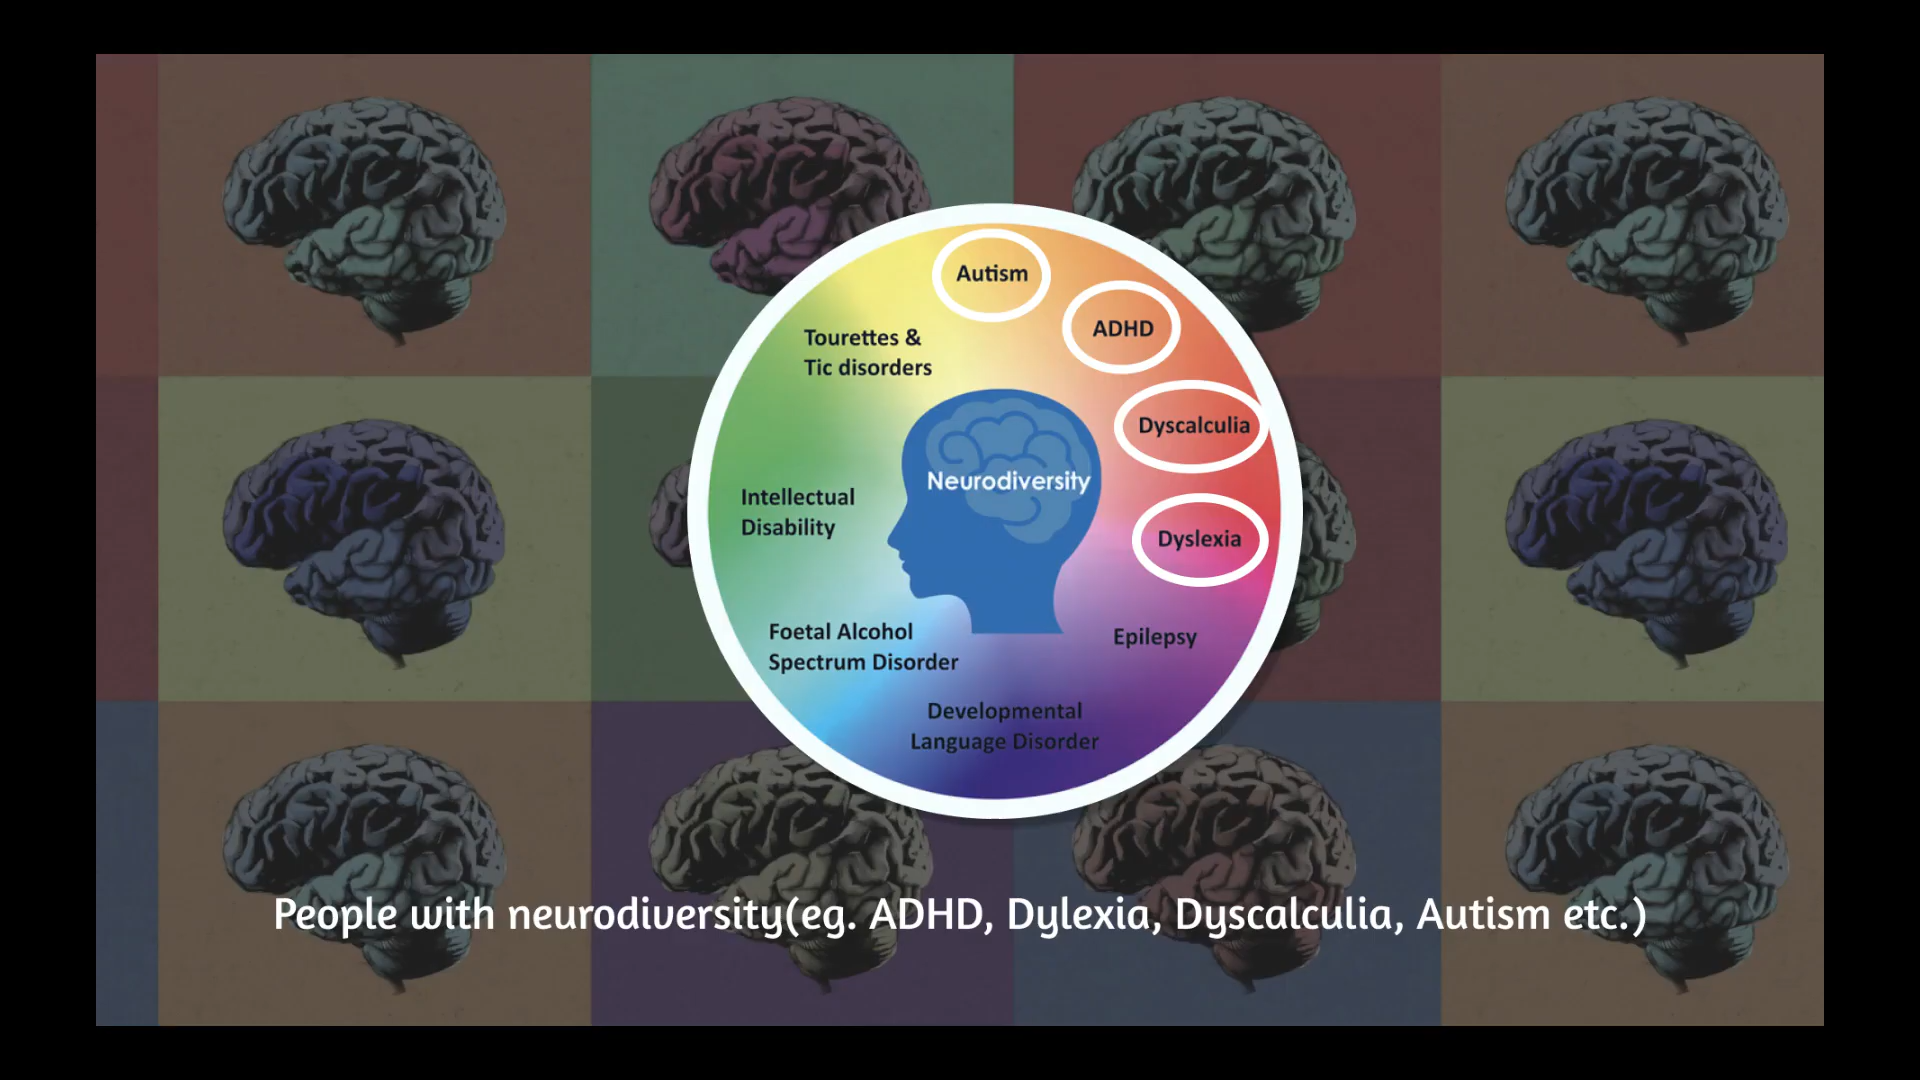 Autism
ADHD
Tourettes &
Tic disorders
Dyscalculia
Neurodiversity
Intellectual
Disability
Dyslexia
Foetal Alcohol
Spectrum Disorder
Epilepsy
Developmental
Language Disorder
People with neurodiversity(eg. ADHD, Dylexia, Dyscalculia, Autism etc.)